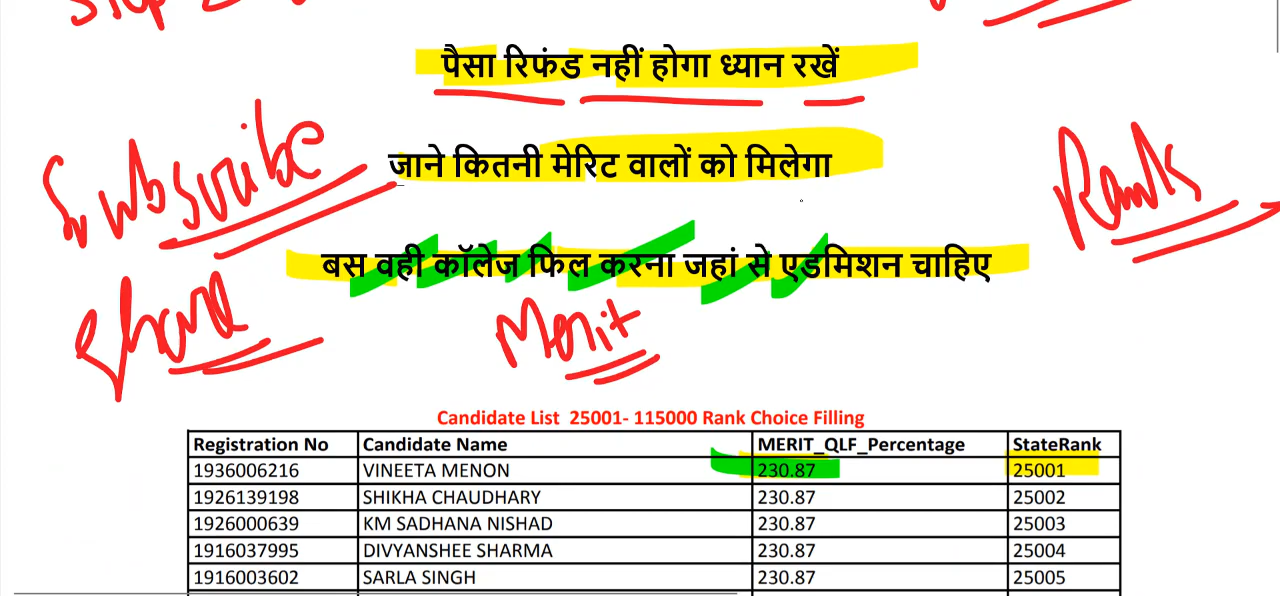 Step 2
पैसा रिफंड नहीं होगा ध्यान रखें
Subscribe
जाने कितनी मेरिट वालों को मिलेगा
Rank
बस वही कॉलेज फिल करना जहां से एडमिशन चाहिए
Share
Merit
Candidate List 25001- 115000 Rank Choice Filling
Registration No Candidate Name MERIT_QLF_Percentage StateRank
1936006216 VINEETA MENON 230.87 25001
1926139198 SHIKHA CHAUDHARY 230.87 25002
1926000639 KM SADHANA NISHAD 230.87 25003
1916037995 DIVYANSHEE SHARMA 230.87 25004
1916003602 SARLA SINGH 230.87 25005